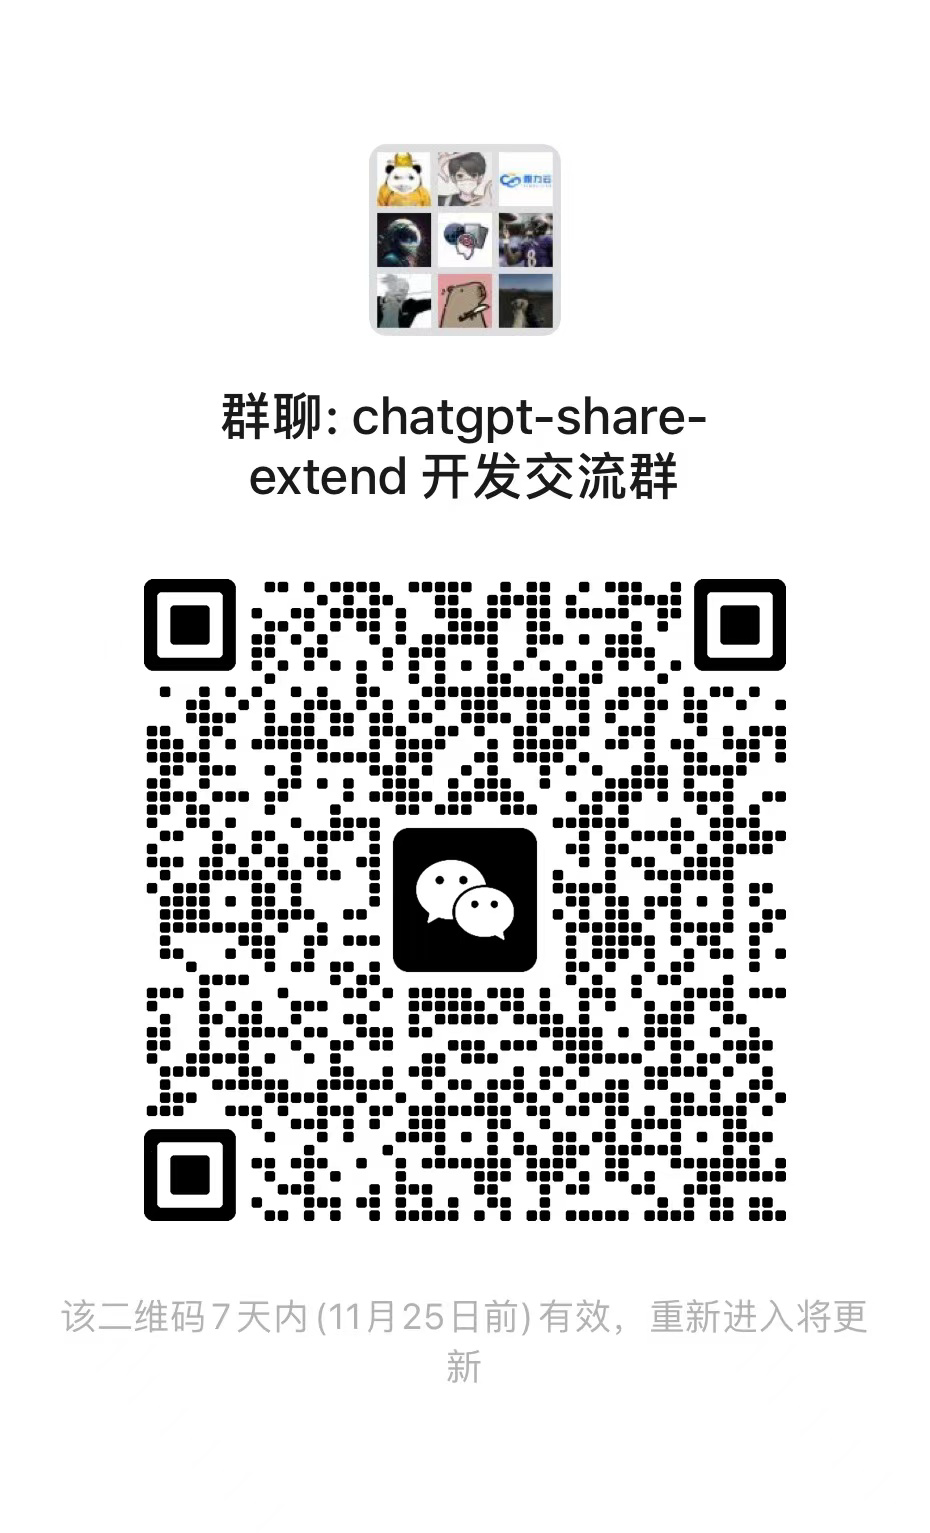 群聊: chatgpt-share-
extend 开发交流群
该二维码7天内(11月25日前)有效，重新进入将更
新